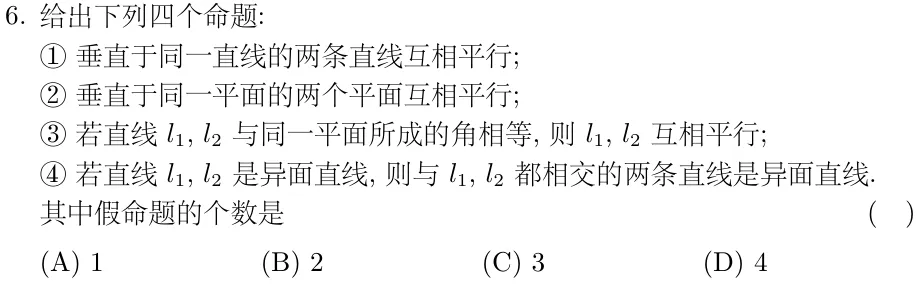 6. 给出下列四个命题:
① 垂直于同一直线的两条直线互相平行;
② 垂直于同一平面的两个平面互相平行;
③ 若直线 l₁, l₂ 与同一平面所成的角相等, 则 l₁, l₂ 互相平行;
④ 若直线 l₁, l₂ 是异面直线, 则与 l₁, l₂ 都相交的两条直线是异面直线.
其中假命题的个数是 ( )
(A) 1 (B) 2 (C) 3 (D) 4